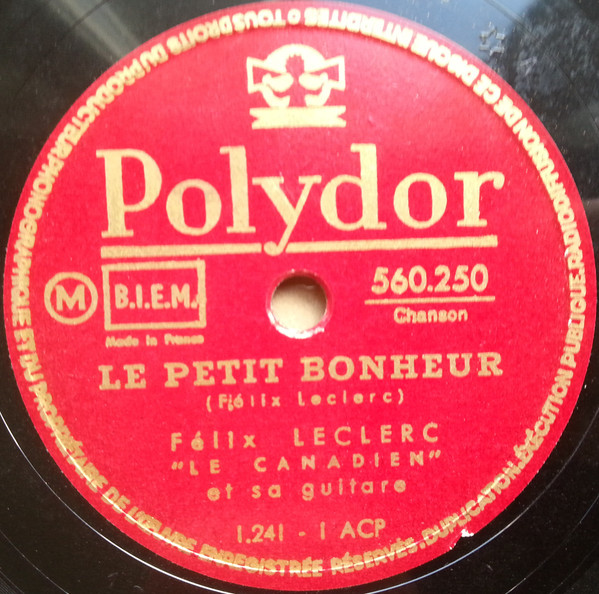 TOUS DROITS DU PRODUCTEUR PHONOGRAPHIQUE ET DU PROPRIÉTAIRE DE L'ŒUVRE ENREGISTRÉE RÉSERVÉS. DUPLICATION. EXÉCUTION PUBLIQUE. RADIODIFFUSION DE CE DISQUE INTERDITES
Polydor
M B.I.E.M. 560.250
Made in France Chanson
LE PETIT BONHEUR
(Félix Leclerc)
Félix LECLERC
"LE CANADIEN"
et sa guitare
1.241 - 1 ACP